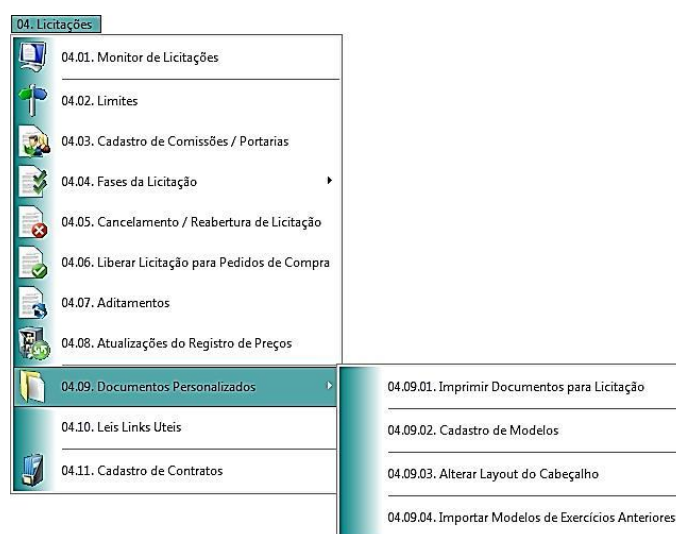 04. Licitações
04.01. Monitor de Licitações
04.02. Limites
04.03. Cadastro de Comissões / Portarias
04.04. Fases da Licitação
04.05. Cancelamento / Reabertura de Licitação
04.06. Liberar Licitação para Pedidos de Compra
04.07. Aditamentos
04.08. Atualizações do Registro de Preços
04.09. Documentos Personalizados
04.10. Leis Links Uteis
04.11. Cadastro de Contratos
04.09.01. Imprimir Documentos para Licitação
04.09.02. Cadastro de Modelos
04.09.03. Alterar Layout do Cabeçalho
04.09.04. Importar Modelos de Exercícios Anteriores